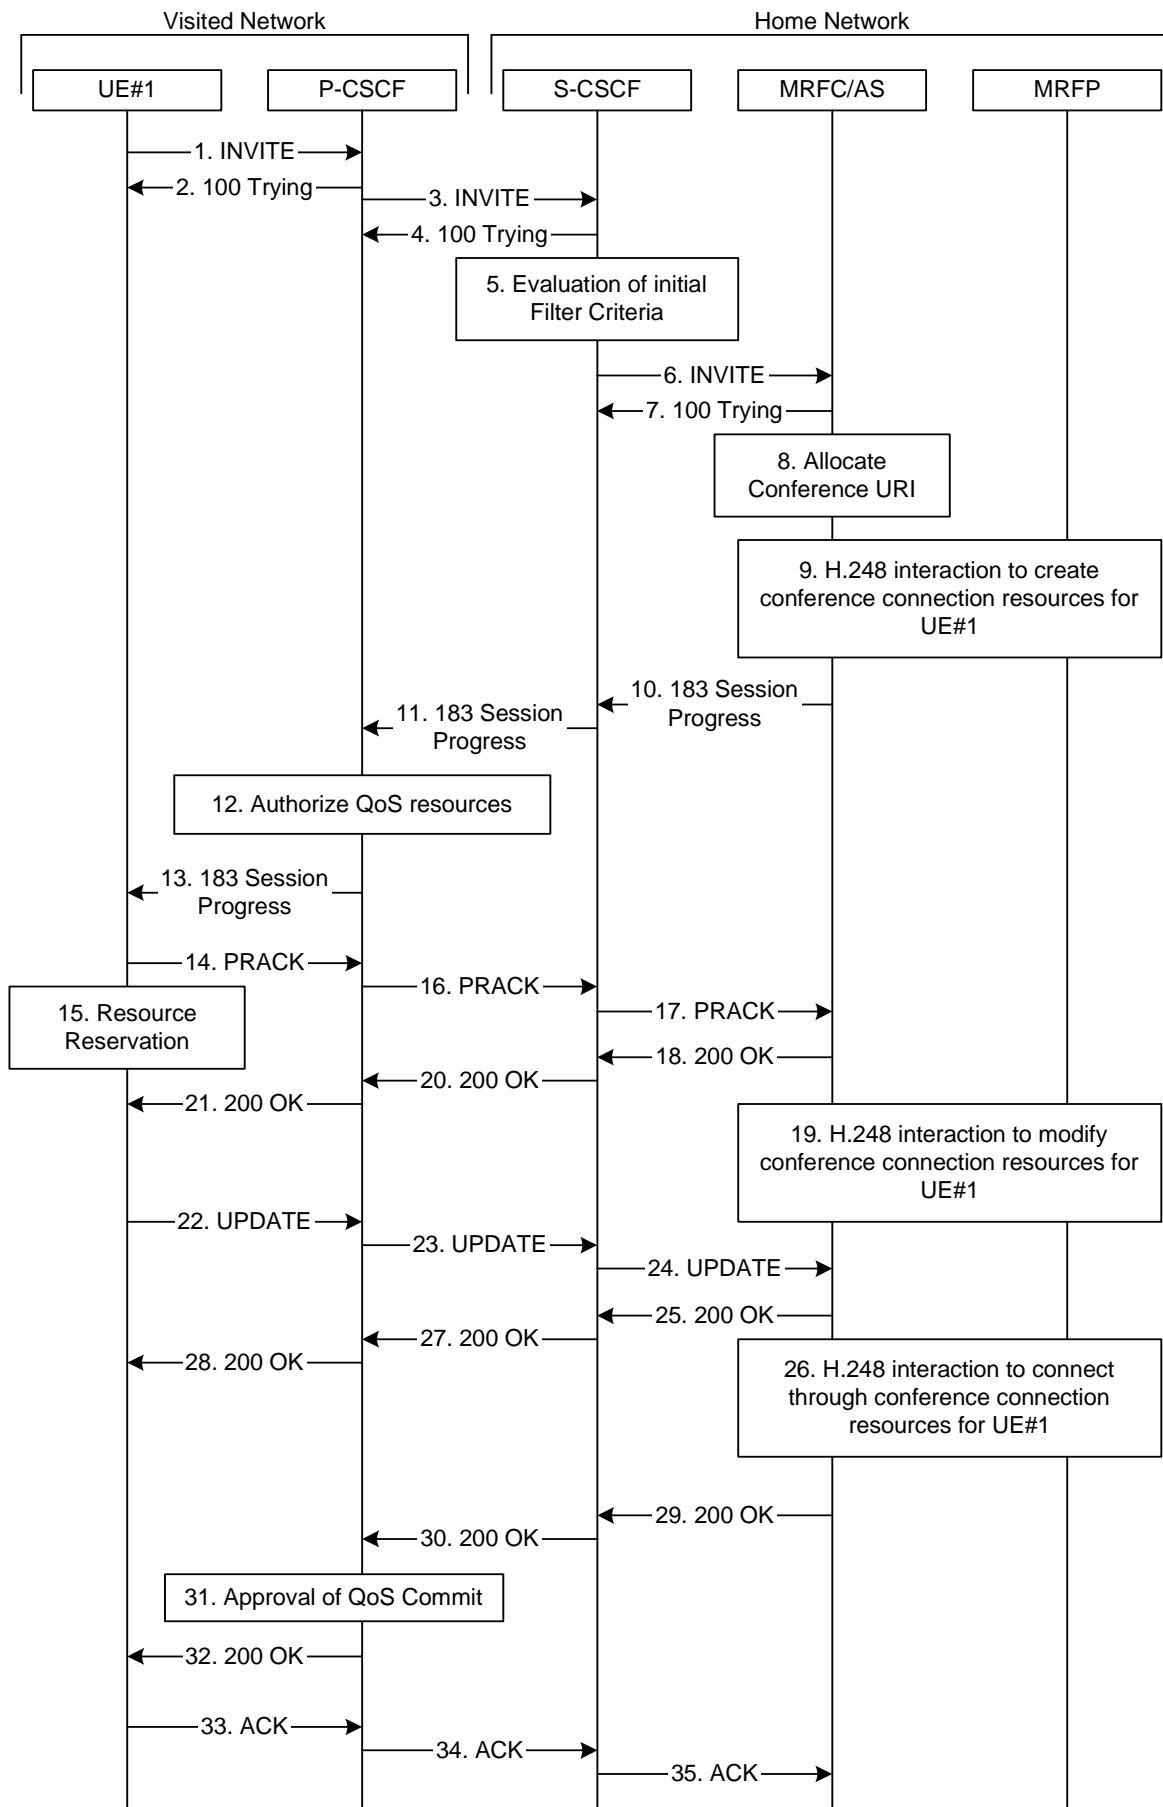 Visited Network
Home Network
UE#1
P-CSCF
S-CSCF
MRFC/AS
MRFP
1. INVITE
2. 100 Trying
3. INVITE
4. 100 Trying
5. Evaluation of initial
Filter Criteria
6. INVITE
7. 100 Trying
8. Allocate
Conference URI
9. H.248 interaction to create
conference connection resources for
UE#1
10. 183 Session
Progress
11. 183 Session
Progress
12. Authorize QoS resources
13. 183 Session
Progress
14. PRACK
15. Resource
Reservation
16. PRACK
17. PRACK
18. 200 OK
20. 200 OK
21. 200 OK
19. H.248 interaction to modify
conference connection resources for
UE#1
22. UPDATE
23. UPDATE
24. UPDATE
25. 200 OK
27. 200 OK
28. 200 OK
26. H.248 interaction to connect
through conference connection
resources for UE#1
29. 200 OK
30. 200 OK
31. Approval of QoS Commit
32. 200 OK
33. ACK
34. ACK
35. ACK